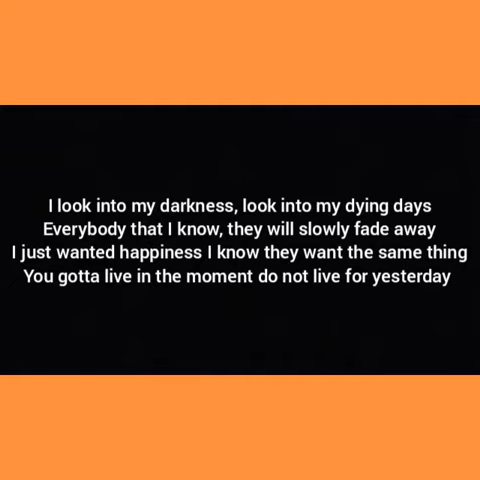 I look into my darkness, look into my dying days
Everybody that I know, they will slowly fade away
I just wanted happiness I know they want the same thing
You gotta live in the moment do not live for yesterday